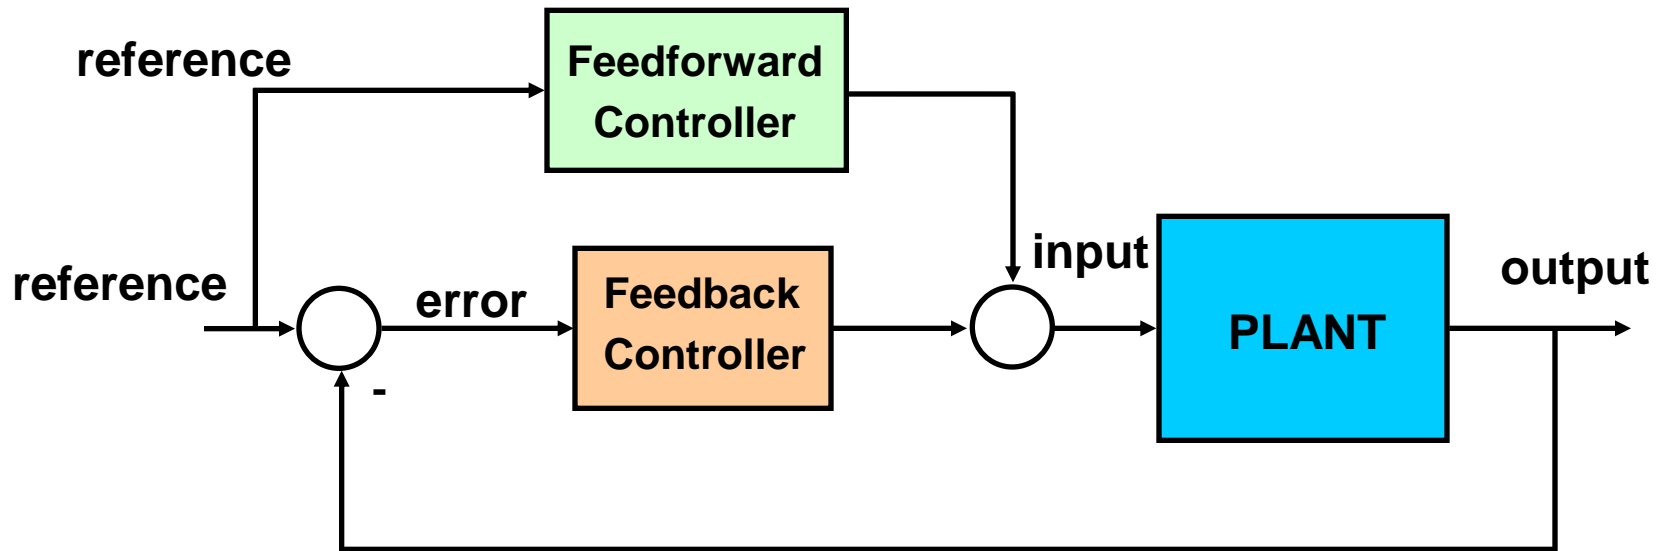 reference
Feedforward
Controller
reference
error
Feedback
Controller
input
PLANT
output
-